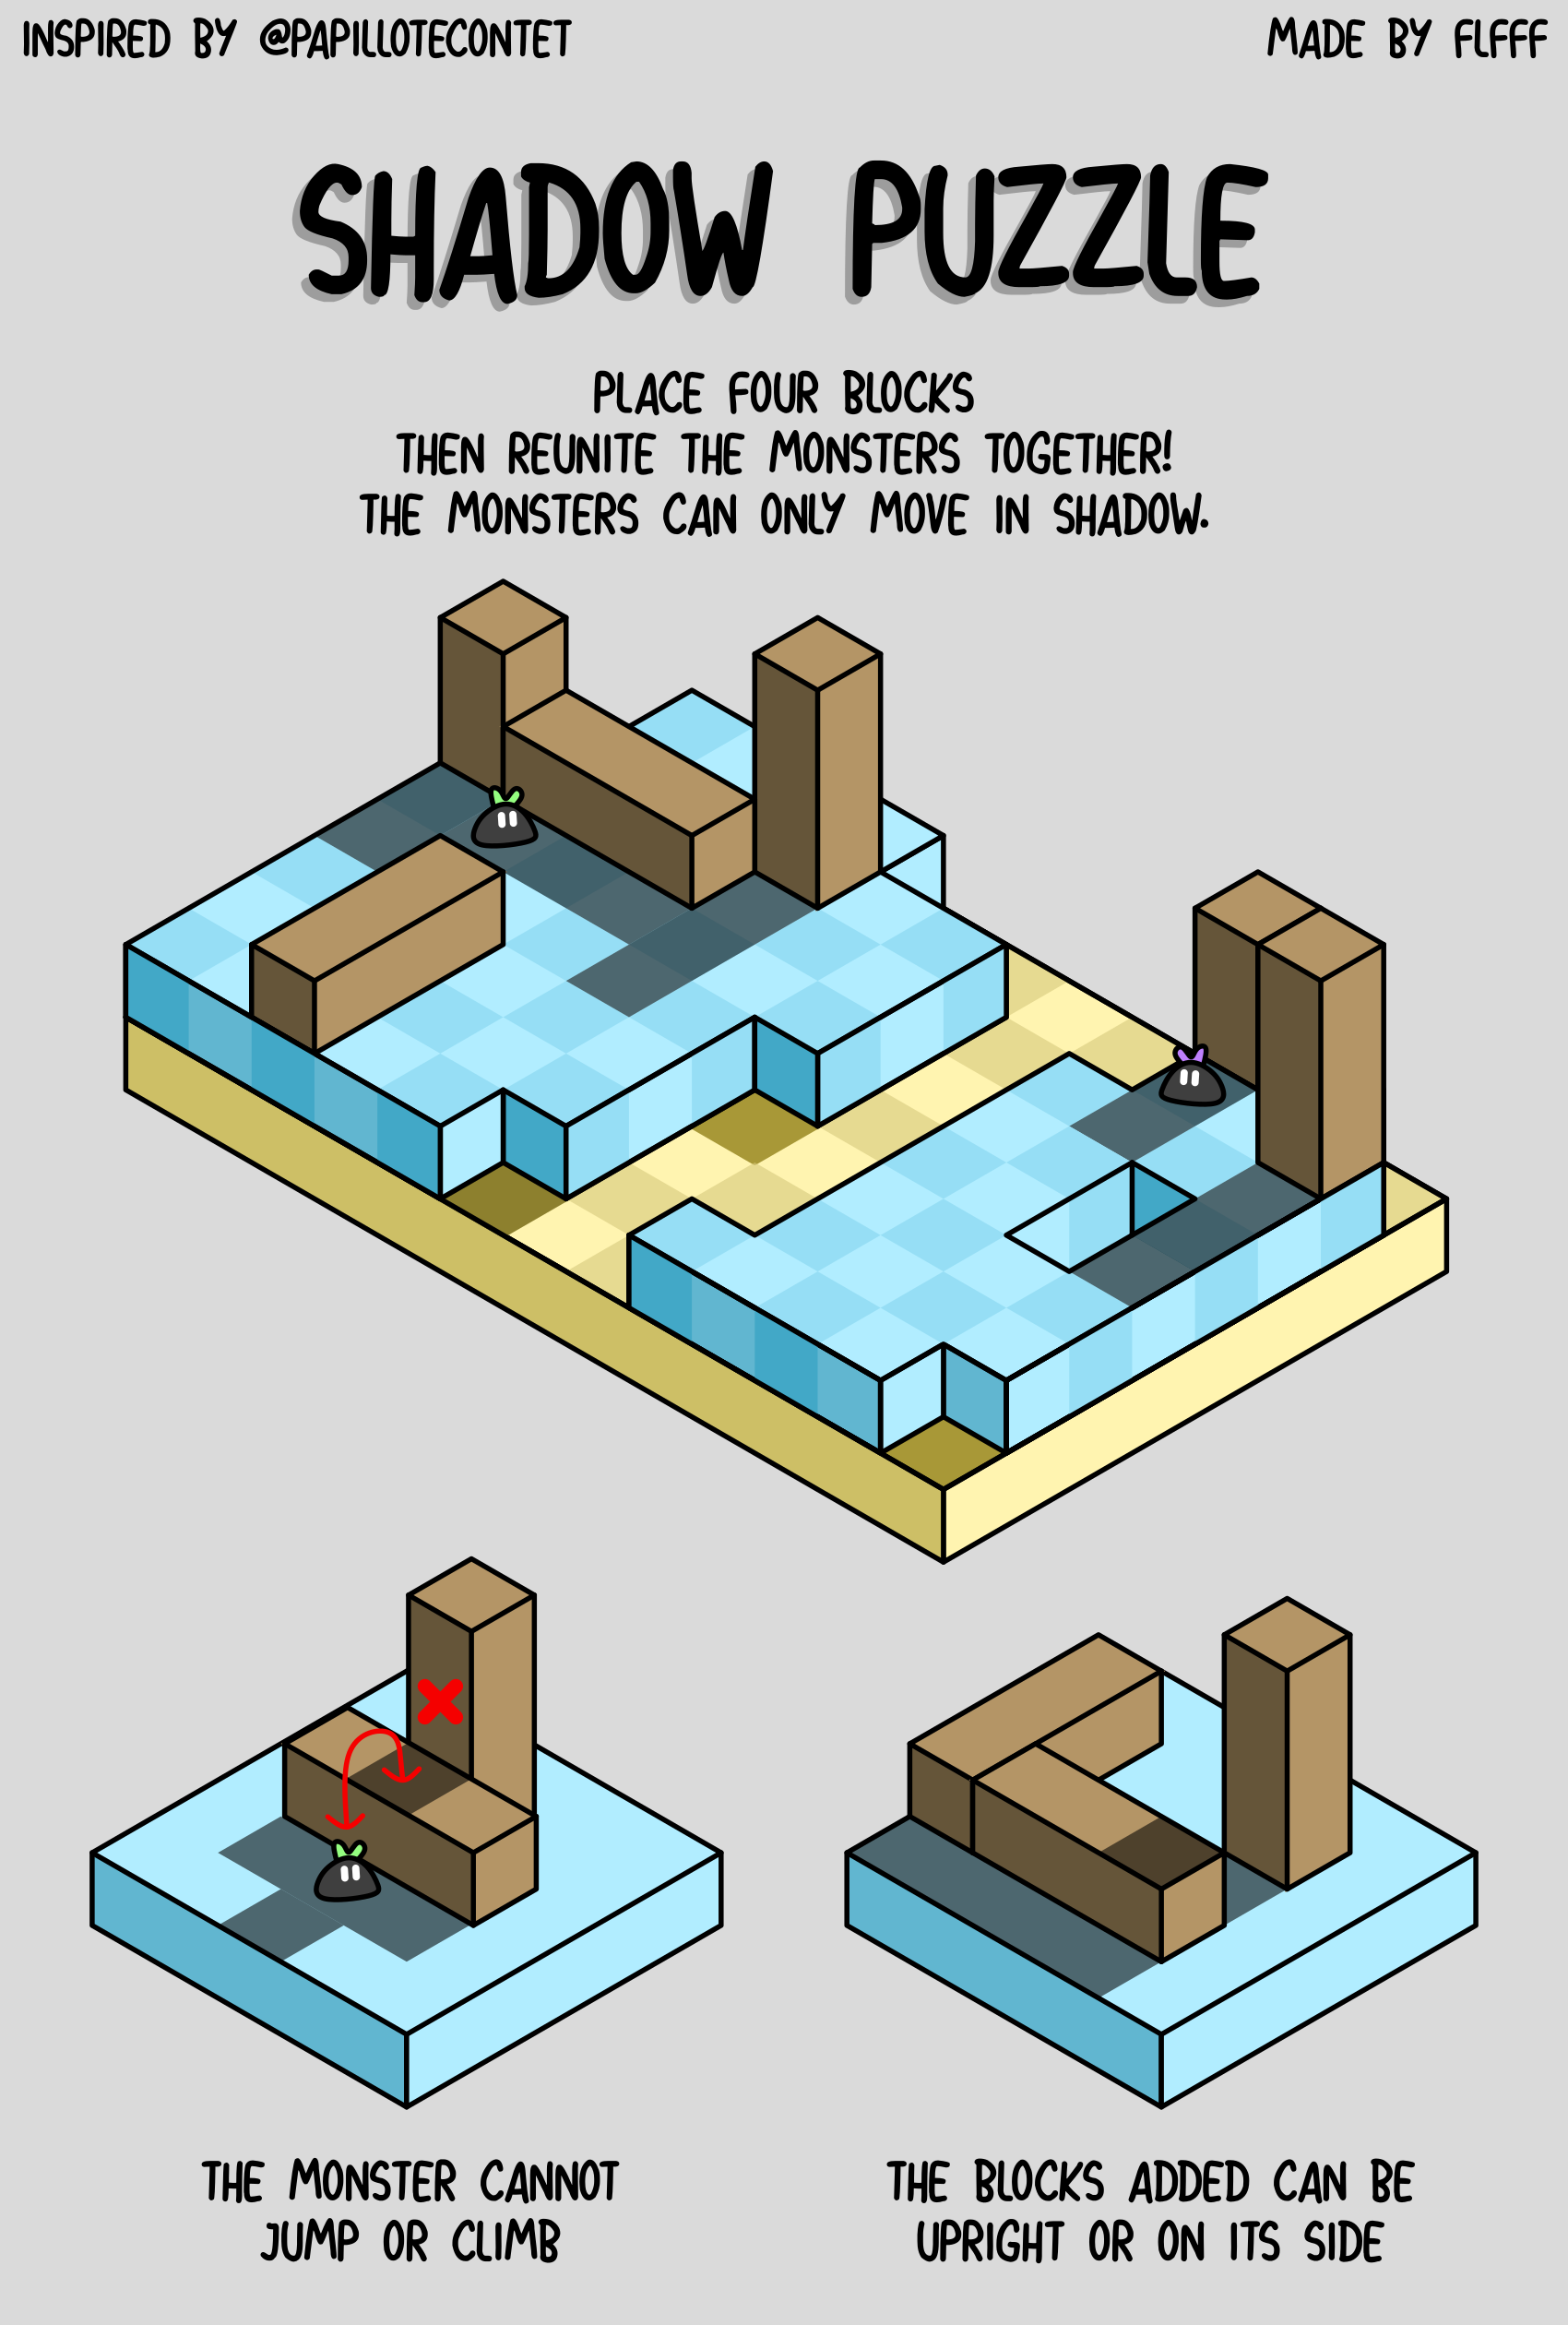 INSPIRED BY @PAPILLOTECONTET
MADE BY FLFFF
SHADOW PUZZLE
PLACE FOUR BLOCKS
THEN REUNITE THE MONSTERS TOGETHER!
THE MONSTERS CAN ONLY MOVE IN SHADOW.
THE MONSTER CANNOT
JUMP OR CLIMB
THE BLOCKS ADDED CAN BE
UPRIGHT OR ON ITS SIDE